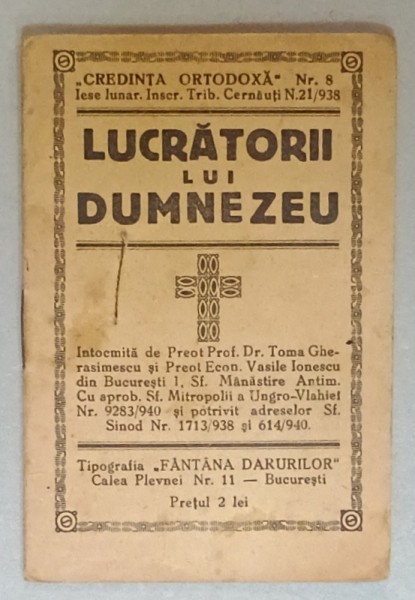 „CREDINȚA ORTODOXĂ“ Nr. 8
Iese lunar. Inscr. Trib. Cernăuți N.21/938
LUCRĂTORII
LUI
DUMNEZEU
Intocmită de Preot Prof. Dr. Toma Ghe-
rasimescu și Preot Econ. Vasile Ionescu
din București 1, Sf. Mânăstire Antim.
Cu aprob. Sf. Mitropolii a Ungro-Vlahiei
Nr. 9283/940 și potrivit adreselor Sf.
Sinod Nr. 1713/938 și 614/940.
Tipografia „FÂNTÂNA DARURILOR“
Calea Plevnei Nr. 11 — București
Prețul 2 lei